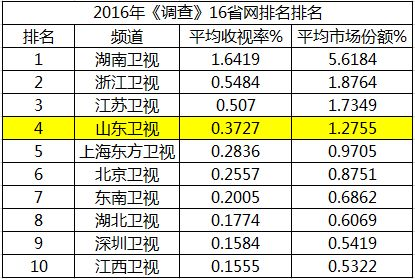 2016年《调查》16省网排名排名
排名 频道 平均收视率% 平均市场份额%
1 湖南卫视 1.6419 5.6184
2 浙江卫视 0.5484 1.8764
3 江苏卫视 0.507 1.7349
4 山东卫视 0.3727 1.2755
5 上海东方卫视 0.2836 0.9705
6 北京卫视 0.2557 0.8751
7 东南卫视 0.2005 0.6862
8 湖北卫视 0.1774 0.6069
9 深圳卫视 0.1584 0.5419
10 江西卫视 0.1555 0.5322